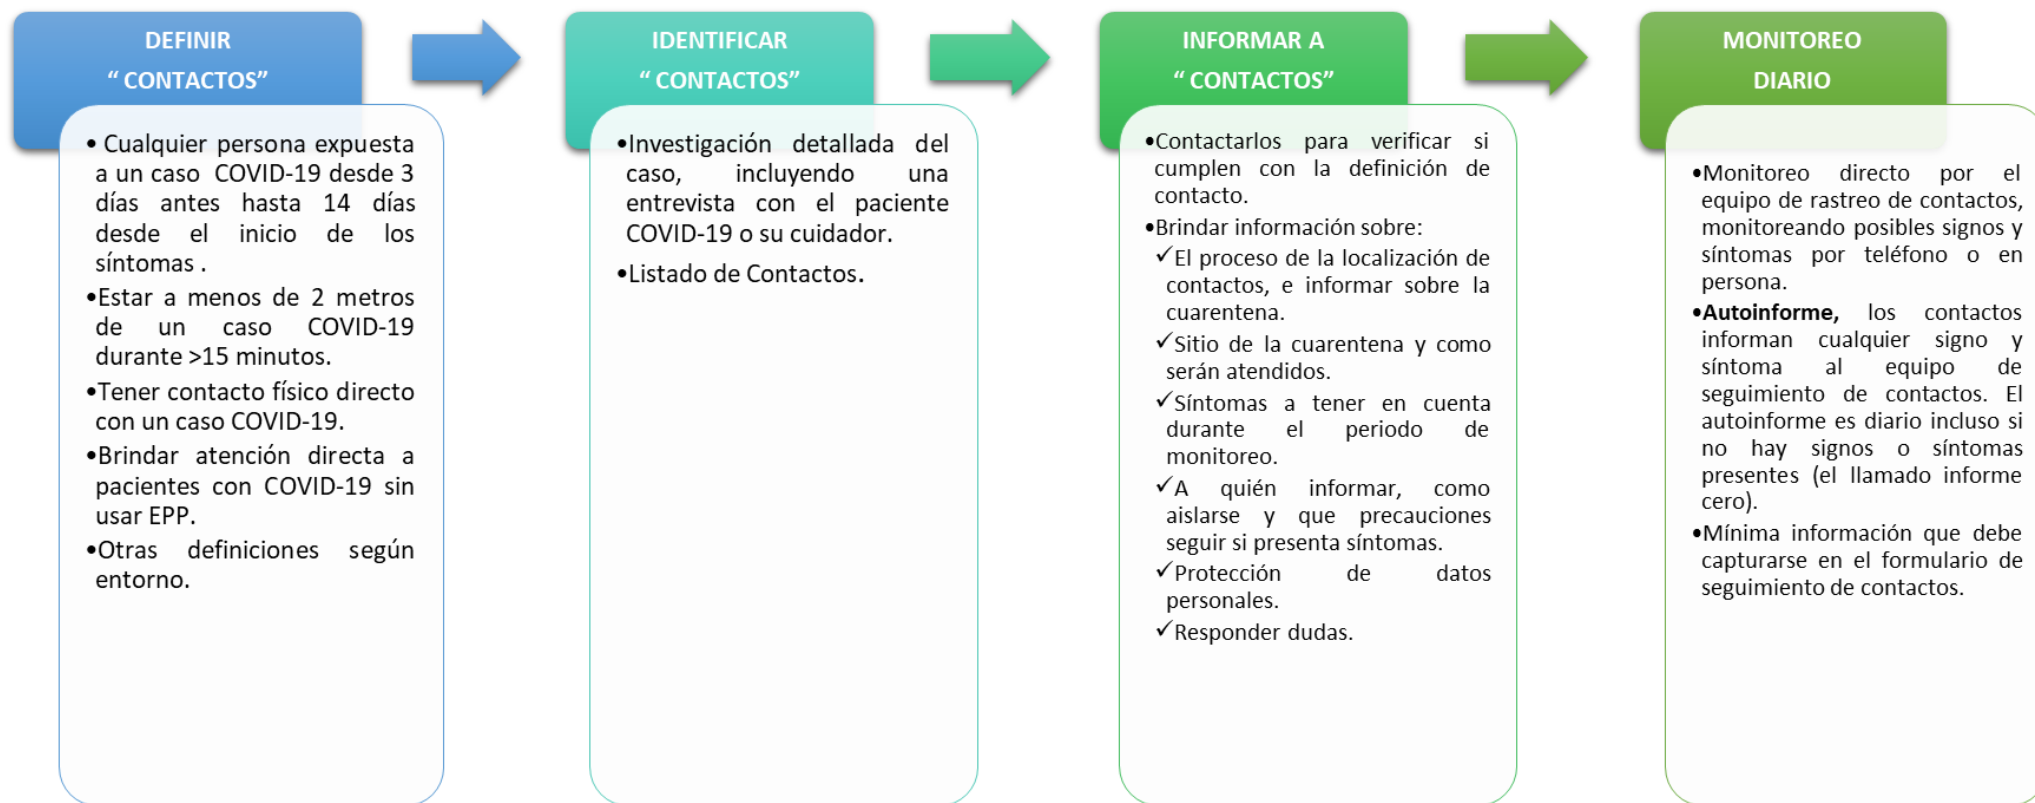 DEFINIR
“ CONTACTOS”
• Cualquier persona expuesta
a un caso COVID-19 desde 3
días antes hasta 14 días
desde el inicio de los
síntomas .
•Estar a menos de 2 metros
de un caso COVID-19
durante >15 minutos.
•Tener contacto físico directo
con un caso COVID-19.
•Brindar atención directa a
pacientes con COVID-19 sin
usar EPP.
•Otras definiciones según
entorno.
IDENTIFICAR
“ CONTACTOS”
•Investigación detallada del
caso, incluyendo una
entrevista con el paciente
COVID-19 o su cuidador.
•Listado de Contactos.
INFORMAR A
“ CONTACTOS”
•Contactarlos para verificar si
cumplen con la definición de
contacto.
•Brindar información sobre:
✓El proceso de la localización de
contactos, e informar sobre la
cuarentena.
✓Sitio de la cuarentena y como
serán atendidos.
✓Síntomas a tener en cuenta
durante el periodo de
monitoreo.
✓A quién informar, como
aislarse y que precauciones
seguir si presenta síntomas.
✓Protección de datos
personales.
✓Responder dudas.
MONITOREO
DIARIO
•Monitoreo directo por el
equipo de rastreo de contactos,
monitoreando posibles signos y
síntomas por teléfono o en
persona.
•Autoinforme, los contactos
informan cualquier signo y
síntoma al equipo de
seguimiento de contactos. El
autoinforme es diario incluso si
no hay signos o síntomas
presentes (el llamado informe
cero).
•Mínima información que debe
capturarse en el formulario de
seguimiento de contactos.